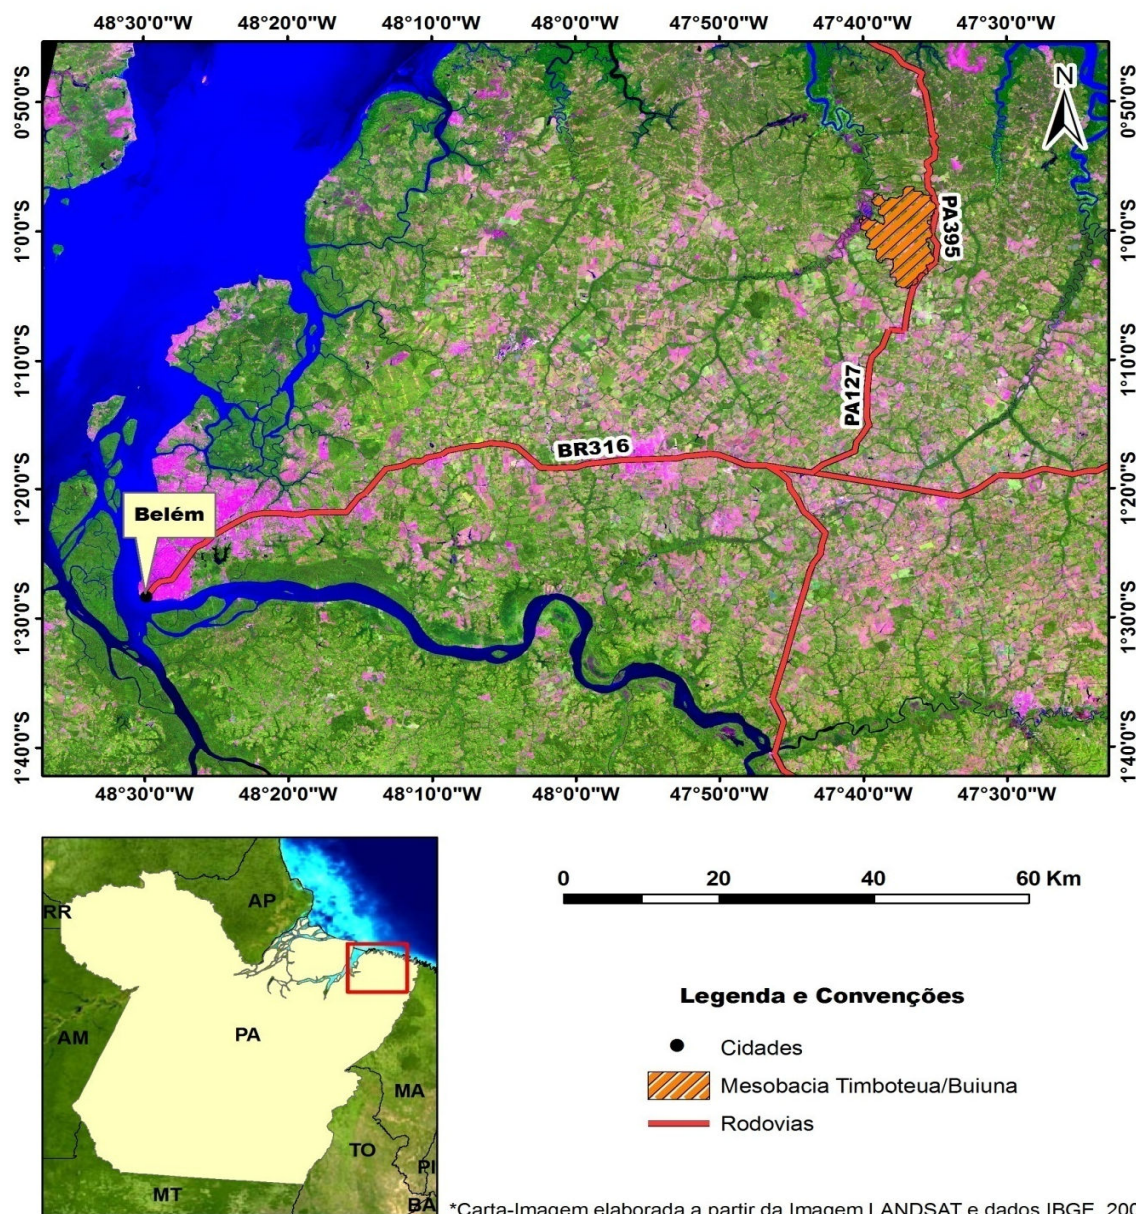 48°30'0"W 48°20'0"W 48°10'0"W 48°0'0"W 47°50'0"W 47°40'0"W 47°30'0"W
N
0°50'0"S 0°50'0"S
PA395
1°0'0"S 1°0'0"S
1°10'0"S 1°10'0"S
PA127
BR316
1°20'0"S 1°20'0"S
Belém
1°30'0"S 1°30'0"S
1°40'0"S 1°40'0"S
48°30'0"W 48°20'0"W 48°10'0"W 48°0'0"W 47°50'0"W 47°40'0"W 47°30'0"W
0 20 40 60 Km
AP
RR
PA
AM
MA
TO
PI
MT
BA
Legenda e Convenções
Cidades
Mesobacia Timboteua/Buiuna
Rodovias
*Carta-Imagem elaborada a partir da Imagem LANDSAT e dados IBGE, 200